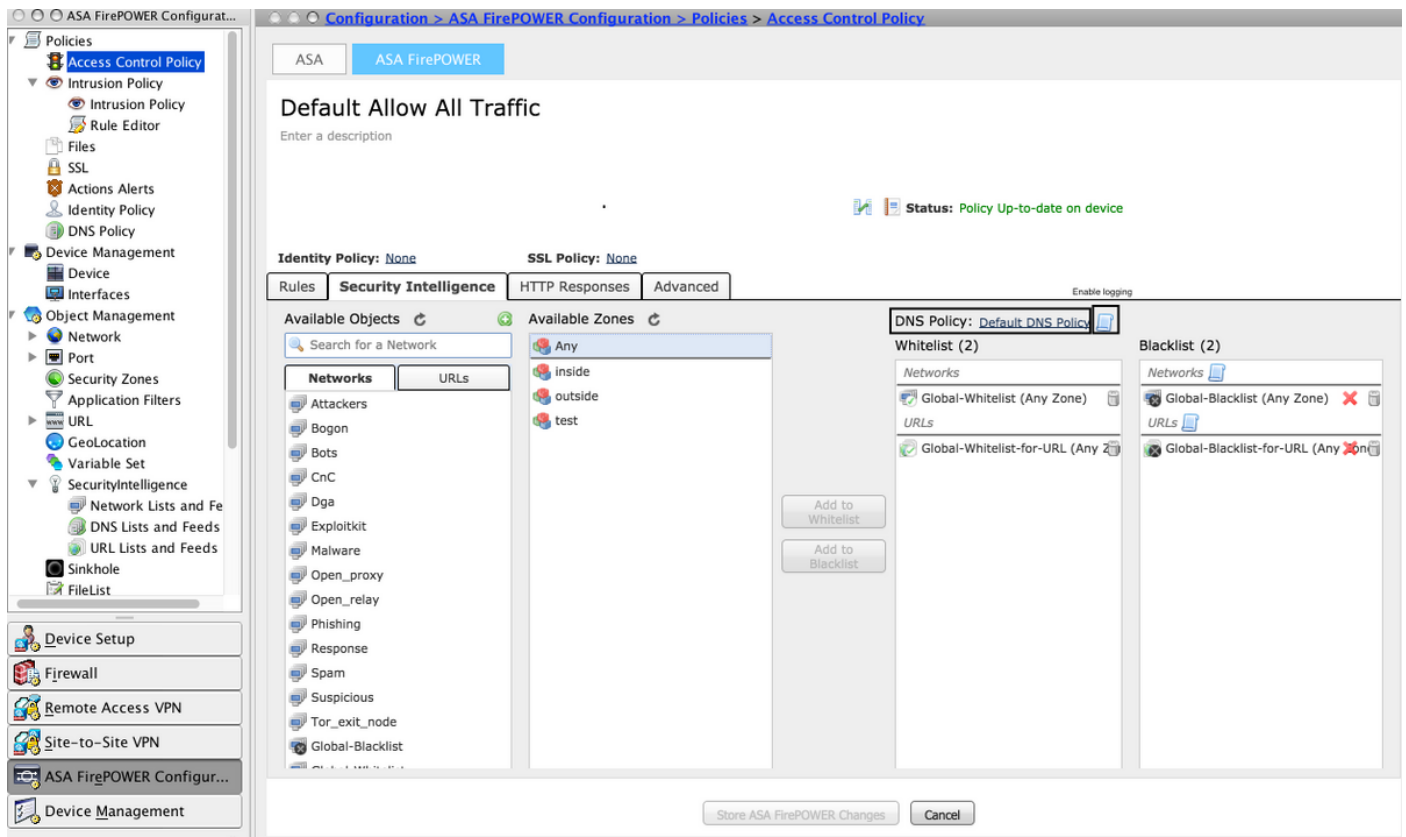 ASA FirePOWER Configurat...
Policies
Access Control Policy
Intrusion Policy
Intrusion Policy
Rule Editor
Files
SSL
Actions Alerts
Identity Policy
DNS Policy
Device Management
Device
Interfaces
Object Management
Network
Port
Security Zones
Application Filters
www URL
GeoLocation
Variable Set
SecurityIntelligence
Network Lists and Fe
DNS Lists and Feeds
URL Lists and Feeds
Sinkhole
FileList
Device Setup
Firewall
Remote Access VPN
Site-to-Site VPN
ASA FirePOWER Configur...
Device Management
Configuration > ASA FirePOWER Configuration > Policies > Access Control Policy
ASA ASA FirePOWER
Default Allow All Traffic
Enter a description
Status: Policy Up-to-date on device
Identity Policy: None SSL Policy: None
Rules Security Intelligence HTTP Responses Advanced
Enable logging
Available Objects
Search for a Network
Networks URLs
Attackers
Bogon
Bots
CnC
Dga
Exploitkit
Malware
Open_proxy
Open_relay
Phishing
Response
Spam
Suspicious
Tor_exit_node
Global-Blacklist
Available Zones
Any
inside
outside
test
Add to
Whitelist
Add to
Blacklist
DNS Policy: Default DNS Policy
Whitelist (2)
Networks
Global-Whitelist (Any Zone)
URLs
Global-Whitelist-for-URL (Any Z
Blacklist (2)
Networks
Global-Blacklist (Any Zone)
URLs
Global-Blacklist-for-URL (Any Zone
Store ASA FirePOWER Changes Cancel